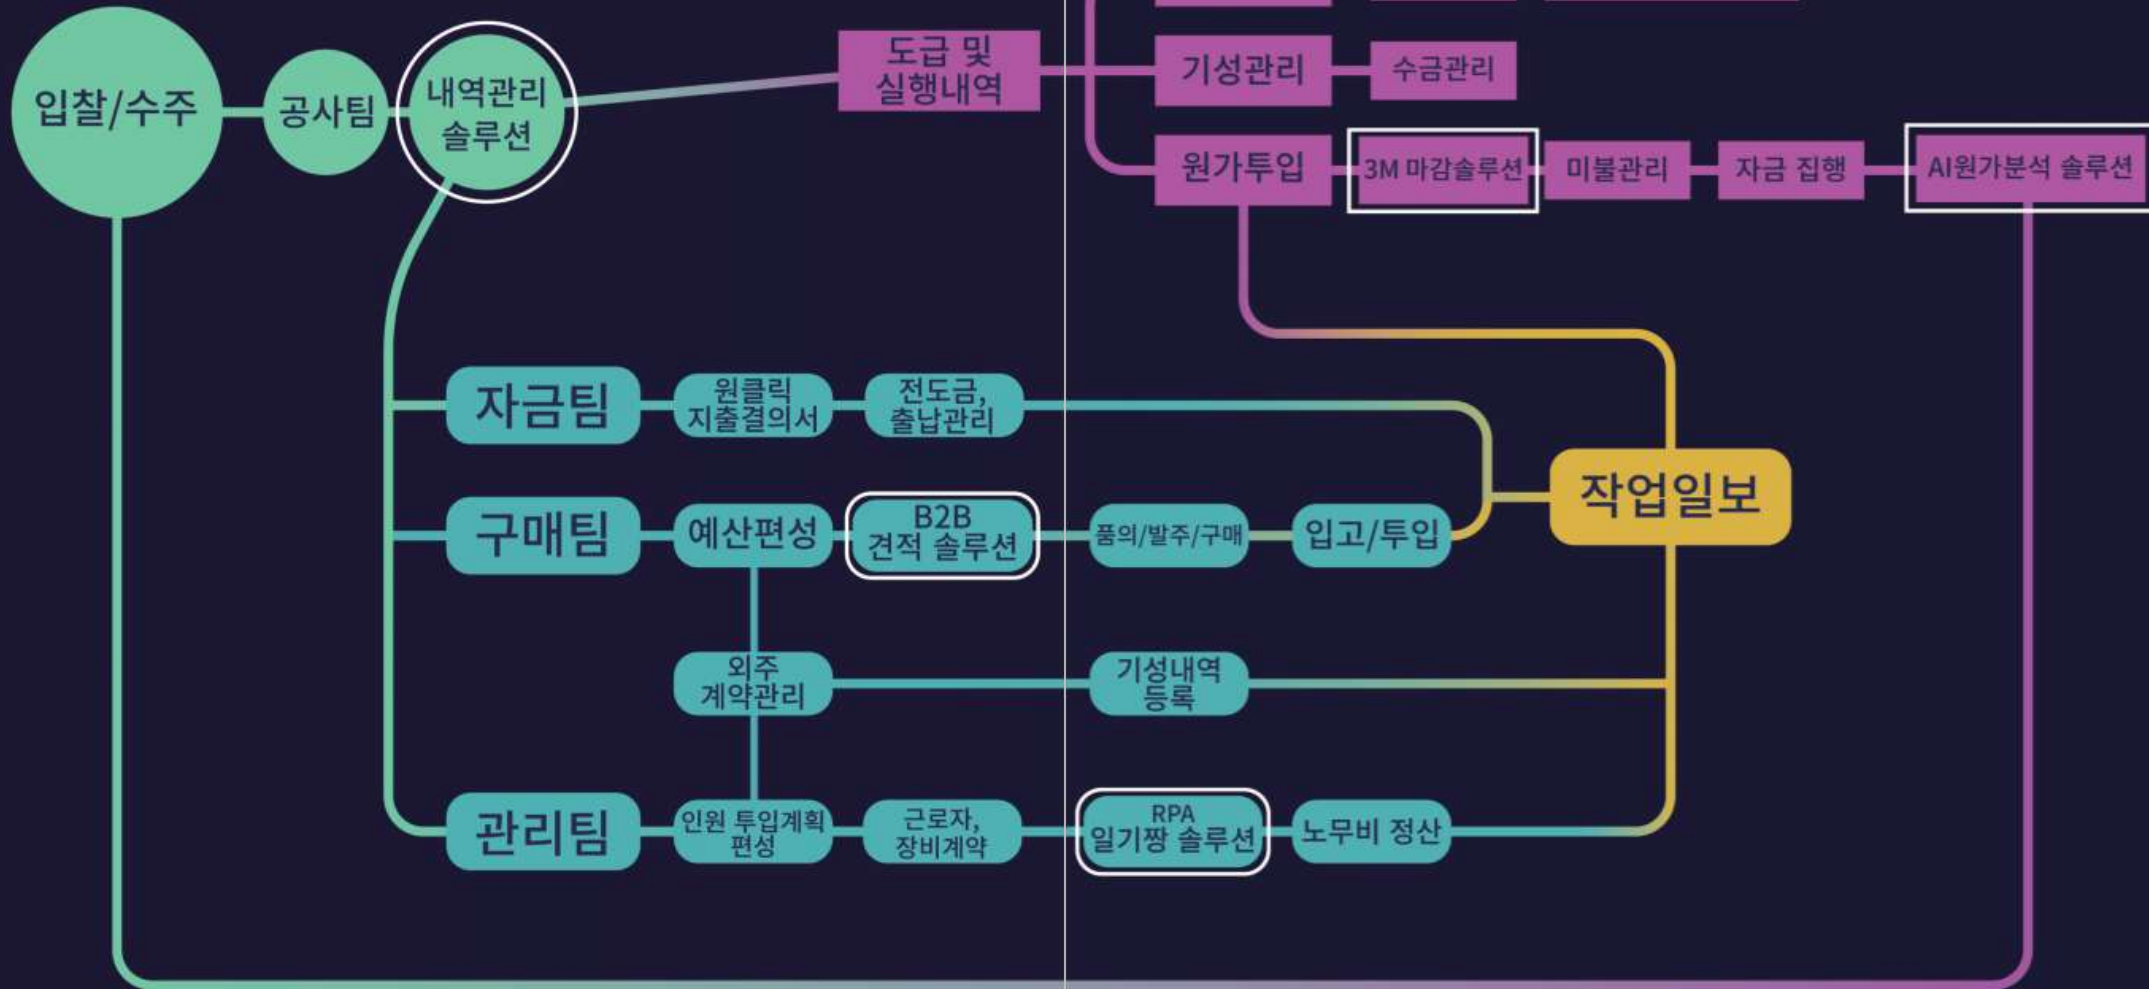 입찰/수주
공사팀
내역관리
솔루션
도급 및
실행내역
기성관리
수금관리
원가투입
3M 마감솔루션
미불관리
자금 집행
AI원가분석 솔루션
자금팀
원클릭
지출결의서
전도금,
출납관리
작업일보
구매팀
예산편성
B2B
견적 솔루션
품의/발주/구매
입고/투입
외주
계약관리
기성내역
등록
관리팀
인원 투입계획
편성
근로자,
장비계약
RPA
일기짱 솔루션
노무비 정산